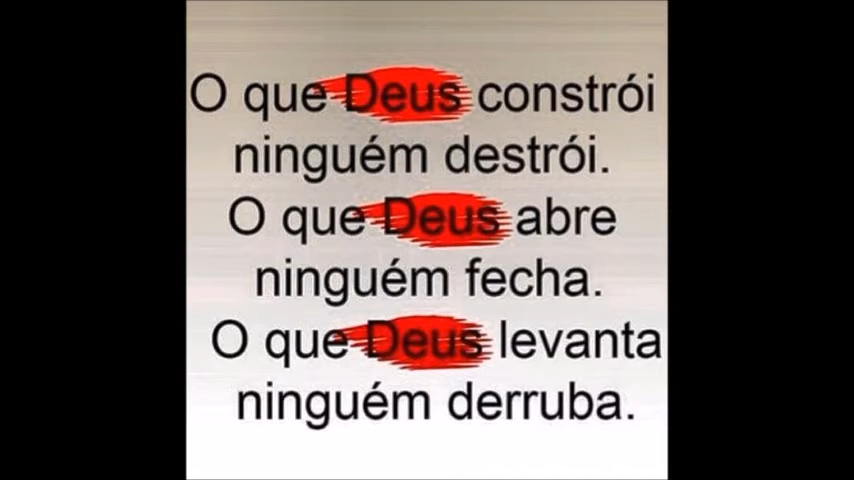 O que Deus constrói
ninguém destrói.
O que Deus abre
ninguém fecha.
O que Deus levanta
ninguém derruba.